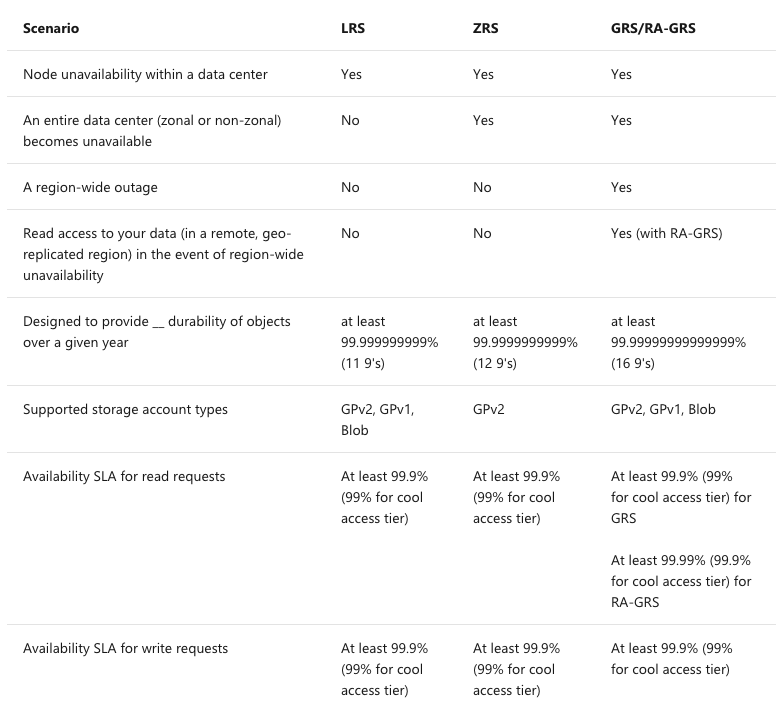 Scenario LRS ZRS GRS/RA-GRS
Node unavailability within a data center Yes Yes Yes
An entire data center (zonal or non-zonal) No Yes Yes
becomes unavailable
A region-wide outage No No Yes
Read access to your data (in a remote, geo- No No Yes (with RA-GRS)
replicated region) in the event of region-wide
unavailability
Designed to provide __ durability of objects at least at least at least
over a given year 99.999999999% 99.9999999999% 99.99999999999999%
(11 9's) (12 9's) (16 9's)
Supported storage account types GPv2, GPv1, GPv2 GPv2, GPv1, Blob
Blob
Availability SLA for read requests At least 99.9% At least 99.9% At least 99.9% (99%
(99% for cool (99% for cool for cool access tier) for
access tier) access tier) GRS
At least 99.99% (99.9%
for cool access tier) for
RA-GRS
Availability SLA for write requests At least 99.9% At least 99.9% At least 99.9% (99%
(99% for cool (99% for cool for cool access tier)
access tier) access tier)